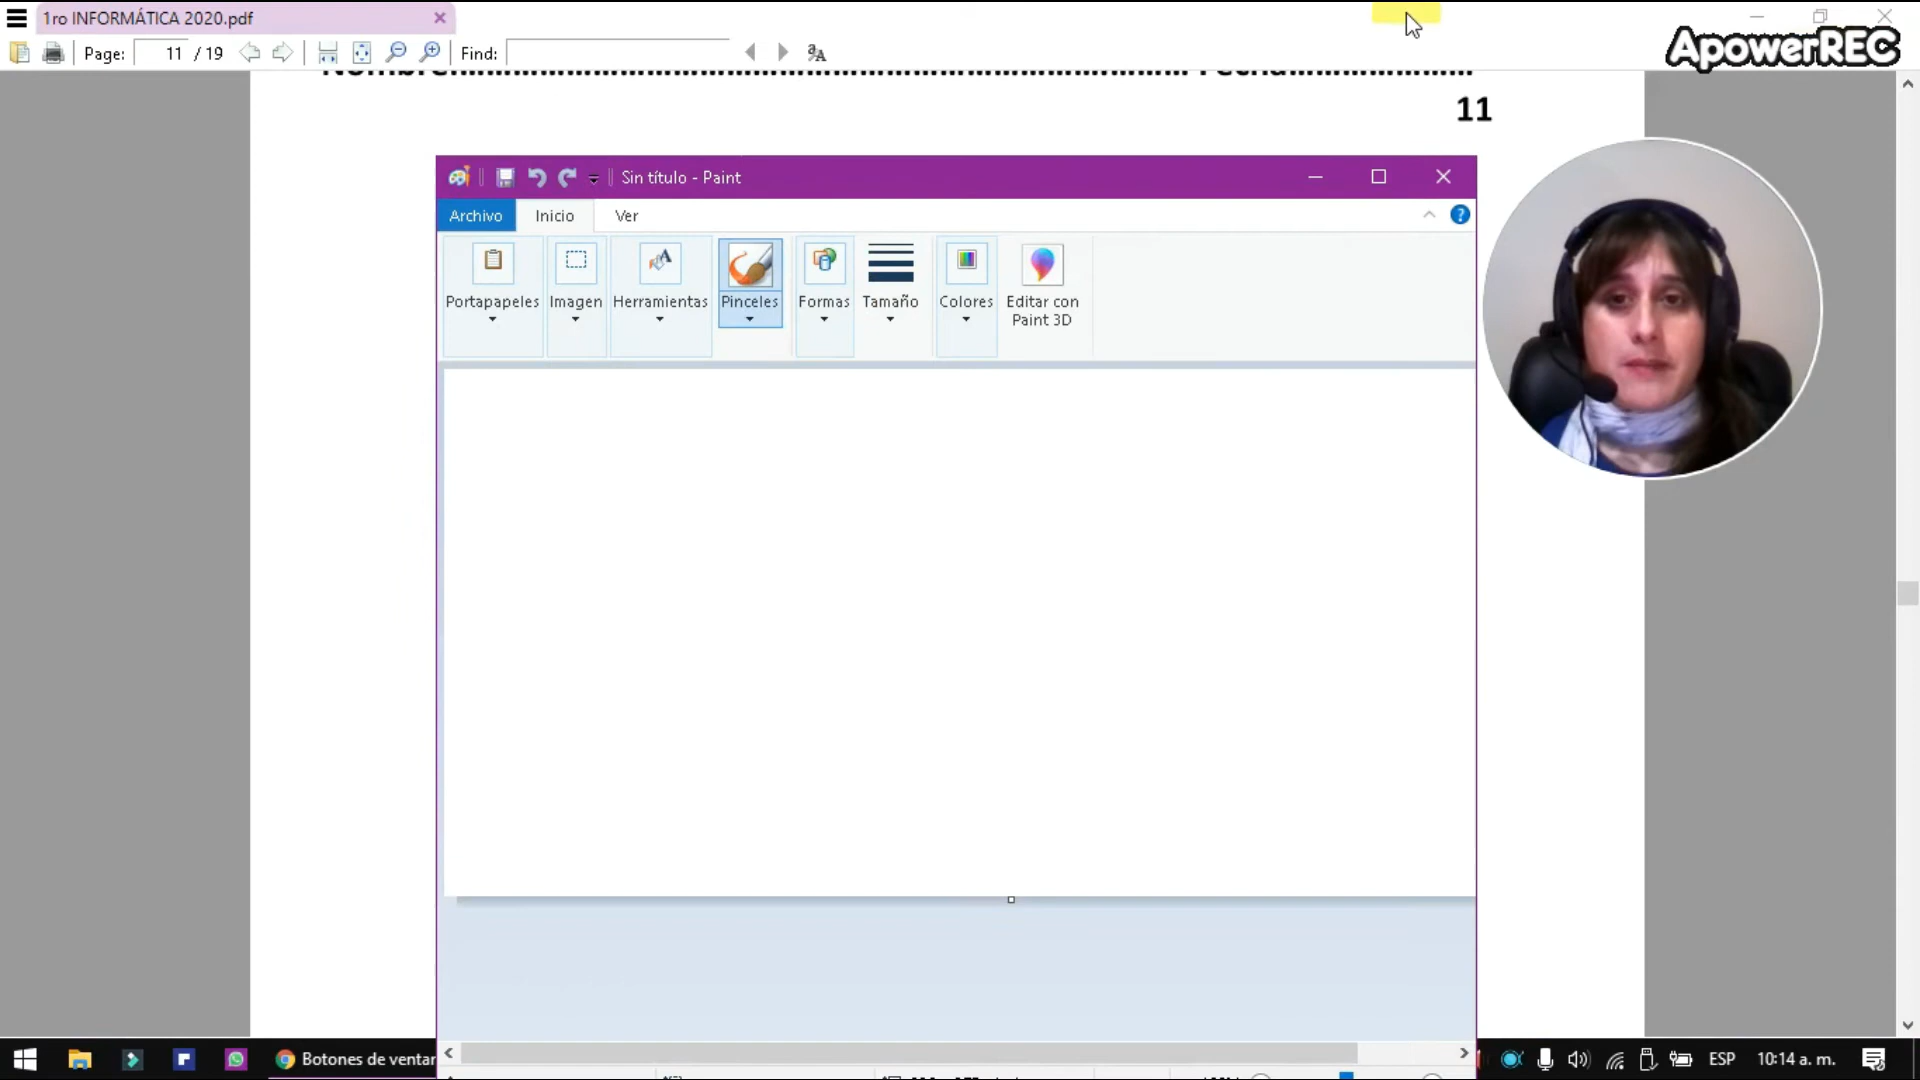 1ro INFORMÁTICA 2020.pdf
Page: 11 / 19 Find:
ApowerREC
11
Sin título - Paint
Archivo Inicio Ver
Portapapeles Imagen Herramientas Pinceles Formas Tamaño Colores Editar con
Paint 3D
Botones de ventan
ESP 10:14 a. m.